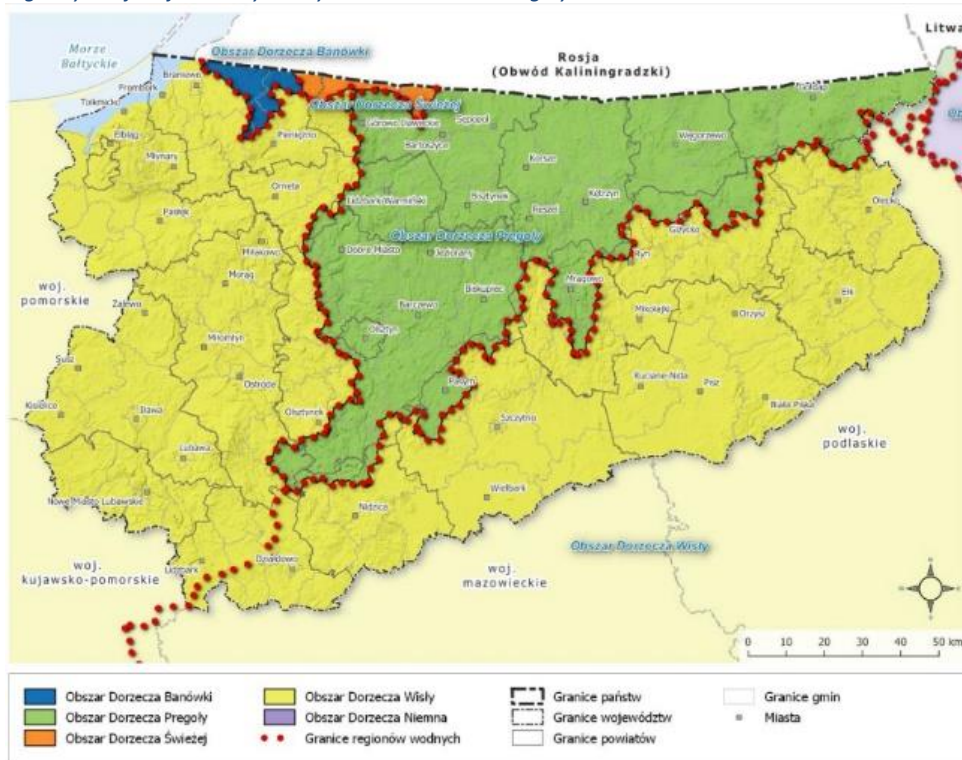 Morze
Bałtyckie
Obszar Dorzecza Banówki
Rosja
(Obwód Kaliningradzki)
Litwa
Braniewo
Frombork
Tolkmicko
Obszar Dorzecza Świeżej
Gołdap
Elbląg
Pieniężno
Górowo Iławeckie
Sępopol
Bartoszyce
Węgorzewo
Młynary
Korsze
Orneta
Lidzbark Warmiński
Bisztynek
Reszel
Kętrzyn
Pasłęk
Olecko
Obszar Dorzecza Pregoły
Giżycko
Miłakowo
Dobre Miasto
Jeziorany
Ryn
Morąg
woj.
pomorskie
Zalewo
Barczewo
Biskupiec
Mrągowo
Ełk
Mikołajki
Orzysz
Olsztyn
Miłomłyn
Susz
Ostróda
Pasym
Ruciane-Nida
Pisz
Kisielice
Iława
Olsztynek
Szczytno
Biała Piska
Lubawa
woj.
podlaskie
Nowe Miasto Lubawskie
Nidzica
Wielbark
Obszar Dorzecza Wisły
Lidzbark
Działdowo
woj.
kujawsko-pomorskie
woj.
mazowieckie
0 10 20 30 40 50 km
Obszar Dorzecza Banówki
Obszar Dorzecza Pregoły
Obszar Dorzecza Świeżej
Obszar Dorzecza Wisły
Obszar Dorzecza Niemna
Granice regionów wodnych
Granice państw
Granice województw
Granice powiatów
Granice gmin
Miasta